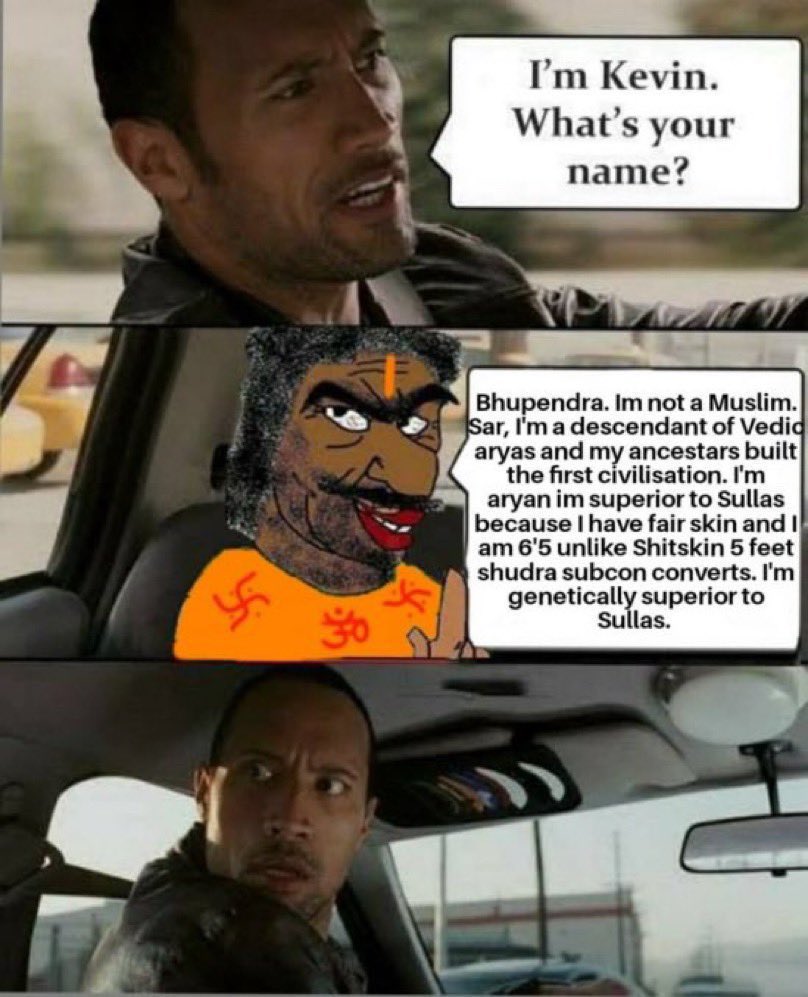 I'm Kevin.
What's your
name?
Bhupendra. Im not a Muslim.
Sar, I'm a descendant of Vedic
aryas and my ancestars built
the first civilisation. I'm
aryan im superior to Sullas
because I have fair skin and I
am 6'5 unlike Shitskin 5 feet
shudra subcon converts. I'm
genetically superior to
Sullas.
ॐ